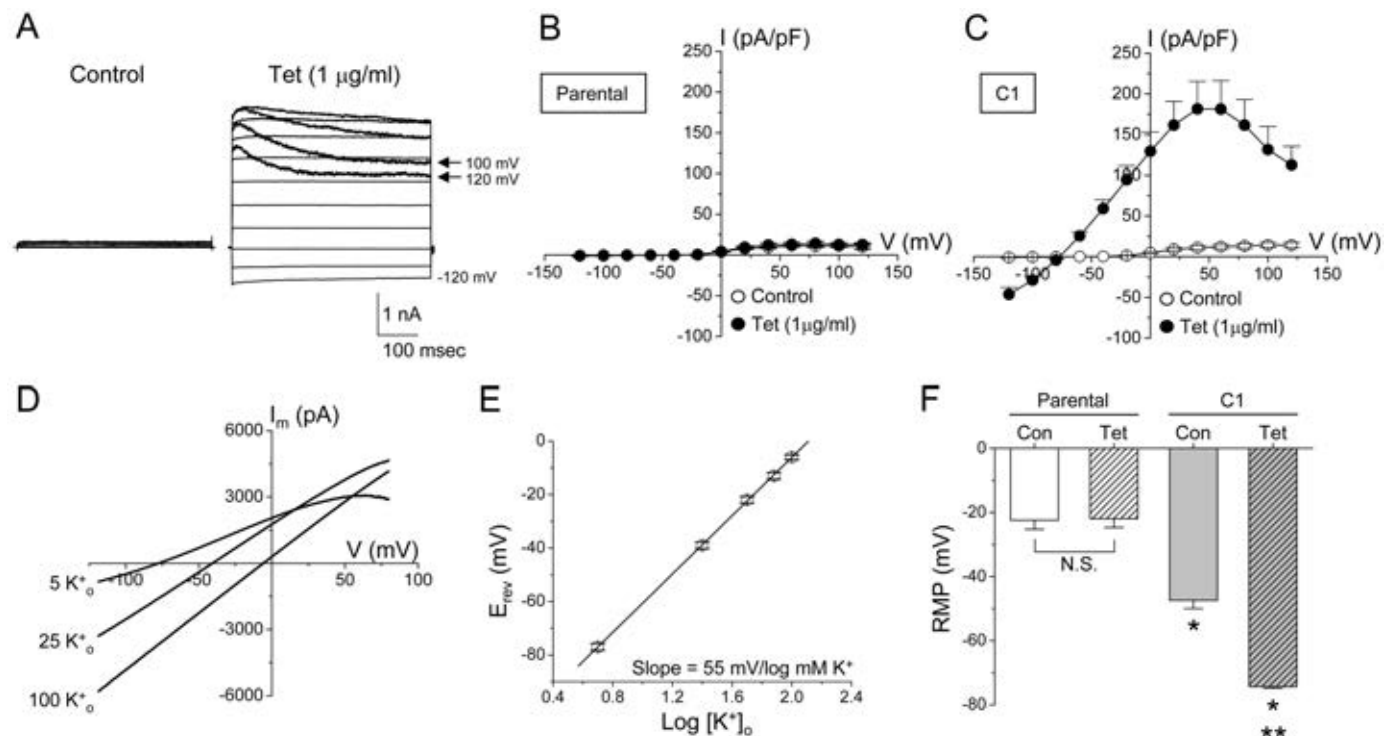 A
Control
Tet (1 μg/ml)
100 mV
120 mV
-120 mV
1 nA
100 msec
B
I (pA/pF)
Parental
250
200
150
100
50
-50
-100
V (mV)
-150 -100 -50 50 100 150
Control
Tet (1μg/ml)
C
I (pA/pF)
C1
250
200
150
100
50
-50
-100
V (mV)
-150 -100 -50 50 100 150
Control
Tet (1μg/ml)
D
Iₘ (pA)
6000
3000
-3000
-6000
V (mV)
-100 -50 0 50 100
5 K⁺ₒ
25 K⁺ₒ
100 K⁺ₒ
E
0
-20
-40
-60
-80
E_rev (mV)
Slope = 55 mV/log mM K⁺
0.4 0.8 1.2 1.6 2.0 2.4
Log [K⁺]ₒ
F
Parental C1
Con Tet Con Tet
0
-20
-40
-60
-80
RMP (mV)
N.S.
*
*
**